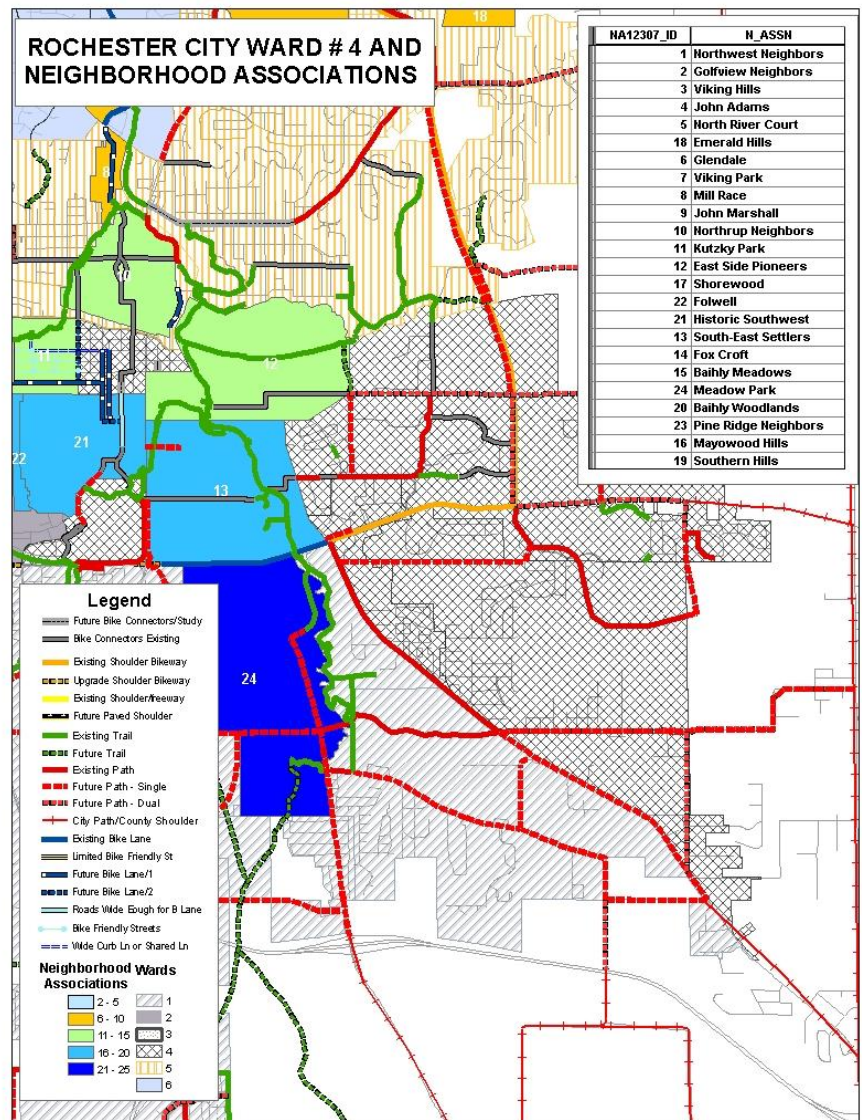 18
ROCHESTER CITY WARD # 4 AND
NEIGHBORHOOD ASSOCIATIONS
NA12307_ID N_ASSN
1 Northwest Neighbors
2 Golfview Neighbors
3 Viking Hills
4 John Adams
5 North River Court
18 Emerald Hills
6 Glendale
7 Viking Park
8 Mill Race
9 John Marshall
10 Northrup Neighbors
11 Kutzky Park
12 East Side Pioneers
17 Shorewood
22 Folwell
21 Historic Southwest
13 South-East Settlers
14 Fox Croft
15 Baihly Meadows
24 Meadow Park
20 Baihly Woodlands
23 Pine Ridge Neighbors
16 Mayowood Hills
19 Southern Hills
8
10
11
12
21
22
13
24
Legend
Future Bike Connectors/Study
Bike Connectors Existing
Existing Shoulder Bikeway
Upgrade Shoulder Bikeway
Existing Shoulder/freeway
Future Paved Shoulder
Existing Trail
Future Trail
Existing Path
Future Path - Single
Future Path - Dual
City Path/County Shoulder
Existing Bike Lane
Limited Bike Friendly St
Future Bike Lane/1
Future Bike Lane/2
Roads Wide Eough for B Lane
Bike Friendly Streets
Wide Curb Ln or Shared Ln
Neighborhood Associations
2 - 5
6 - 10
11 - 15
16 - 20
21 - 25
Wards
1
2
3
4
5
6